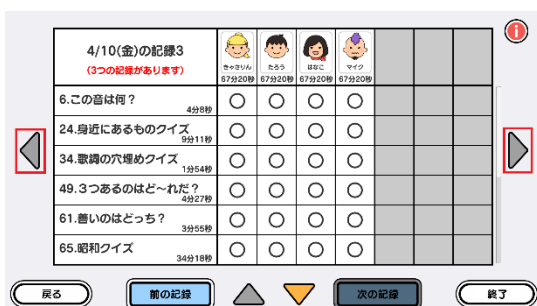 4/10(金)の記録3
(3つの記録があります)
きゃさりん たろう はなこ マイク
67分20秒 67分20秒 67分20秒 67分20秒
6.この音は何？
4分8秒
24.身近にあるものクイズ
9分11秒
34.歌詞の穴埋めクイズ
1分54秒
49.３つあるのはど〜れだ？
4分27秒
61.善いのはどっち？
3分55秒
65.昭和クイズ
34分18秒
戻る 前の記録 次の記録 終了